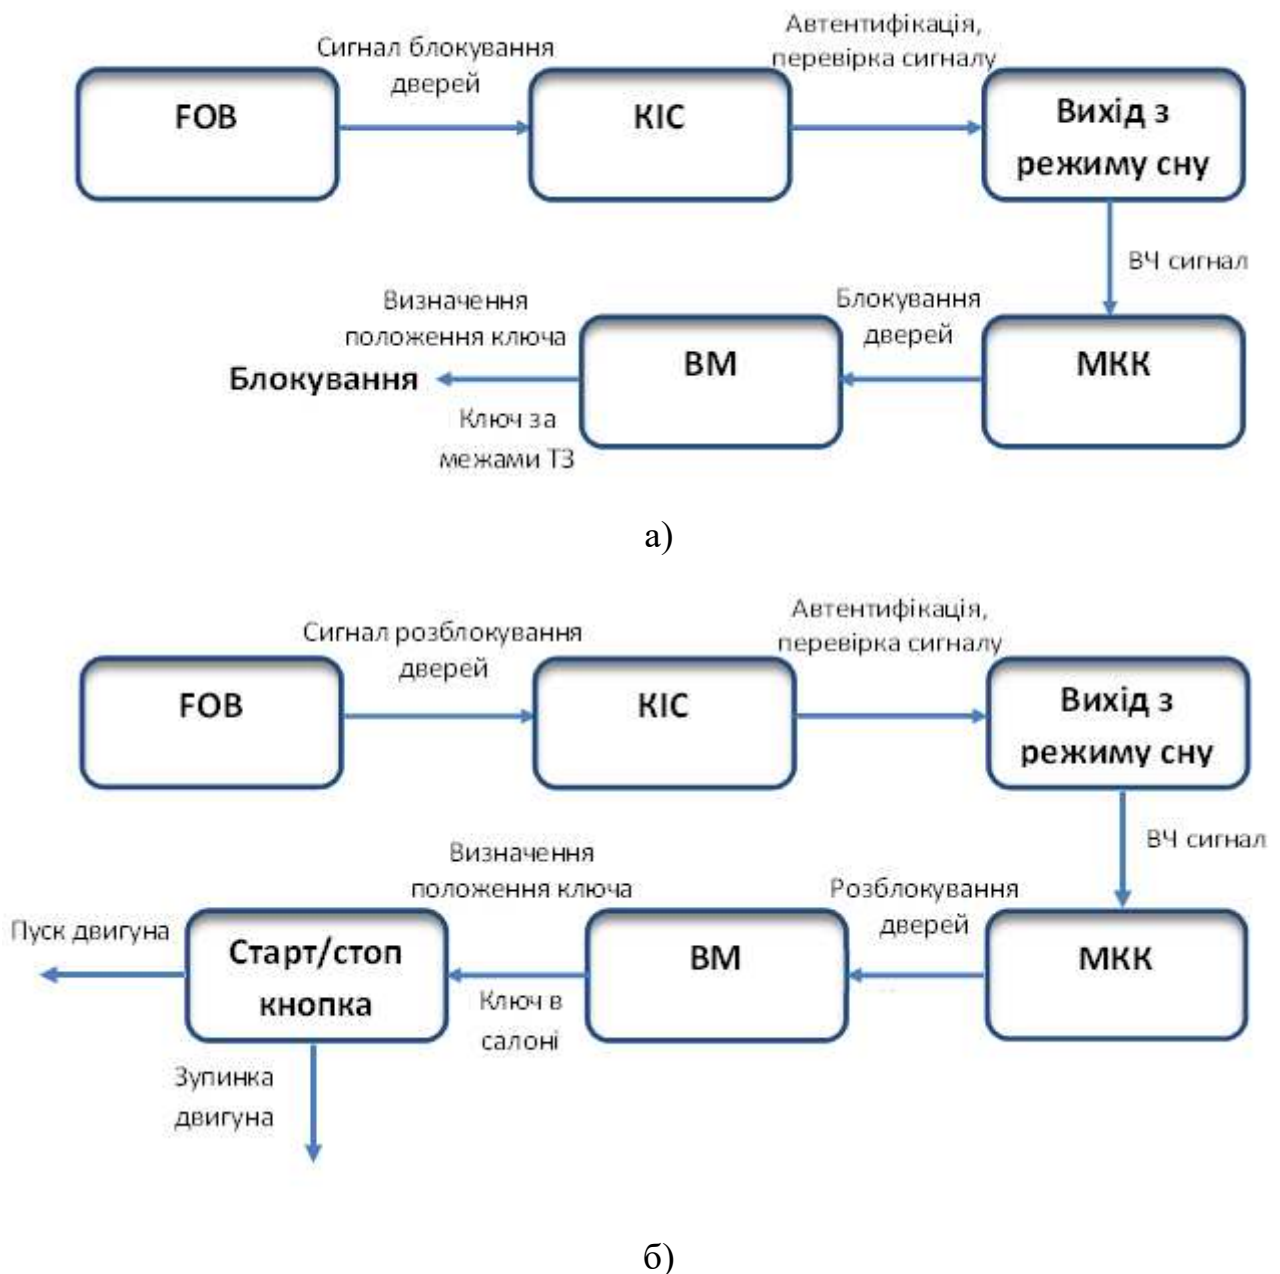 Сигнал блокування
дверей
Автентифікація,
перевірка сигналу
FOB
КІС
Вихід з
режиму сну
ВЧ сигнал
Визначення
положення ключа
Блокування
дверей
Блокування
ВМ
МКК
Ключ за
межами ТЗ
а)
Сигнал розблокування
дверей
Автентифікація,
перевірка сигналу
FOB
КІС
Вихід з
режиму сну
ВЧ сигнал
Визначення
положення ключа
Розблокування
дверей
Пуск двигуна
Старт/стоп
кнопка
ВМ
МКК
Ключ в
салоні
Зупинка
двигуна
б)